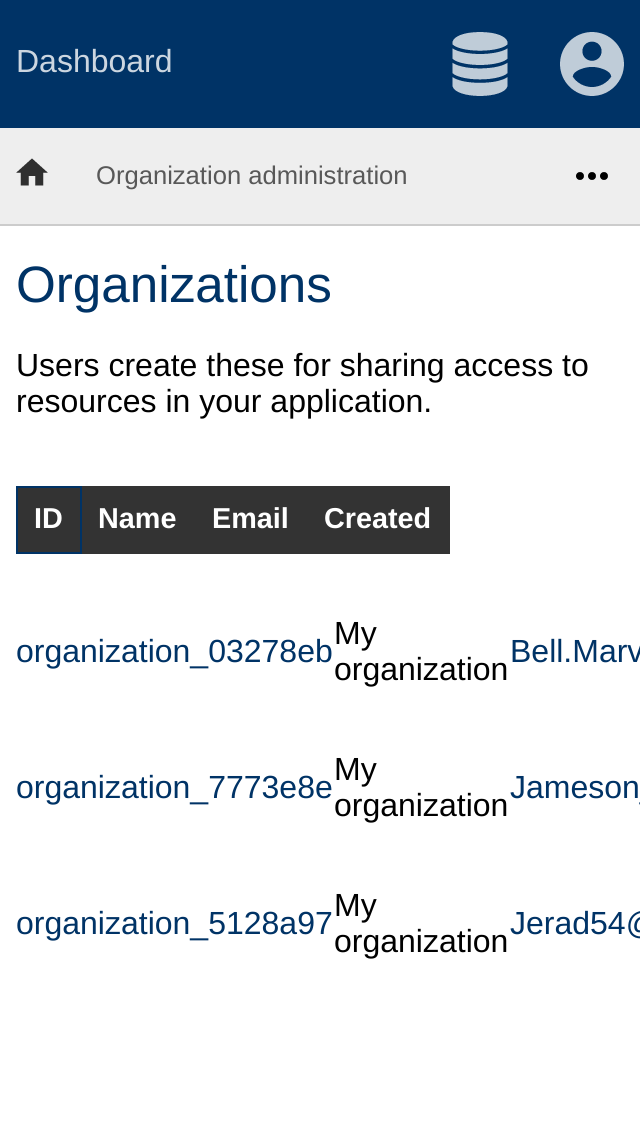 Dashboard
Organization administration
Organizations
Users create these for sharing access to
resources in your application.
ID Name Email Created
organization_03278eb My organization Bell.Marv
organization_7773e8e My organization Jameson
organization_5128a97 My organization Jerad54@